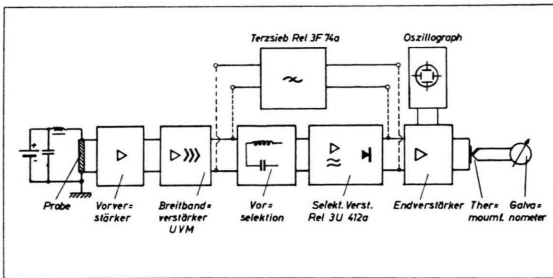 Terzsieb Rel 3F 74a
Oszillograph
Probe
Vorver=
stärker
Breitband=
verstärker
UVM
Vor=
selektion
Selekt. Verst.
Rel 3U 412a
Endverstärker
Ther=
moumf.
Galva=
nometer